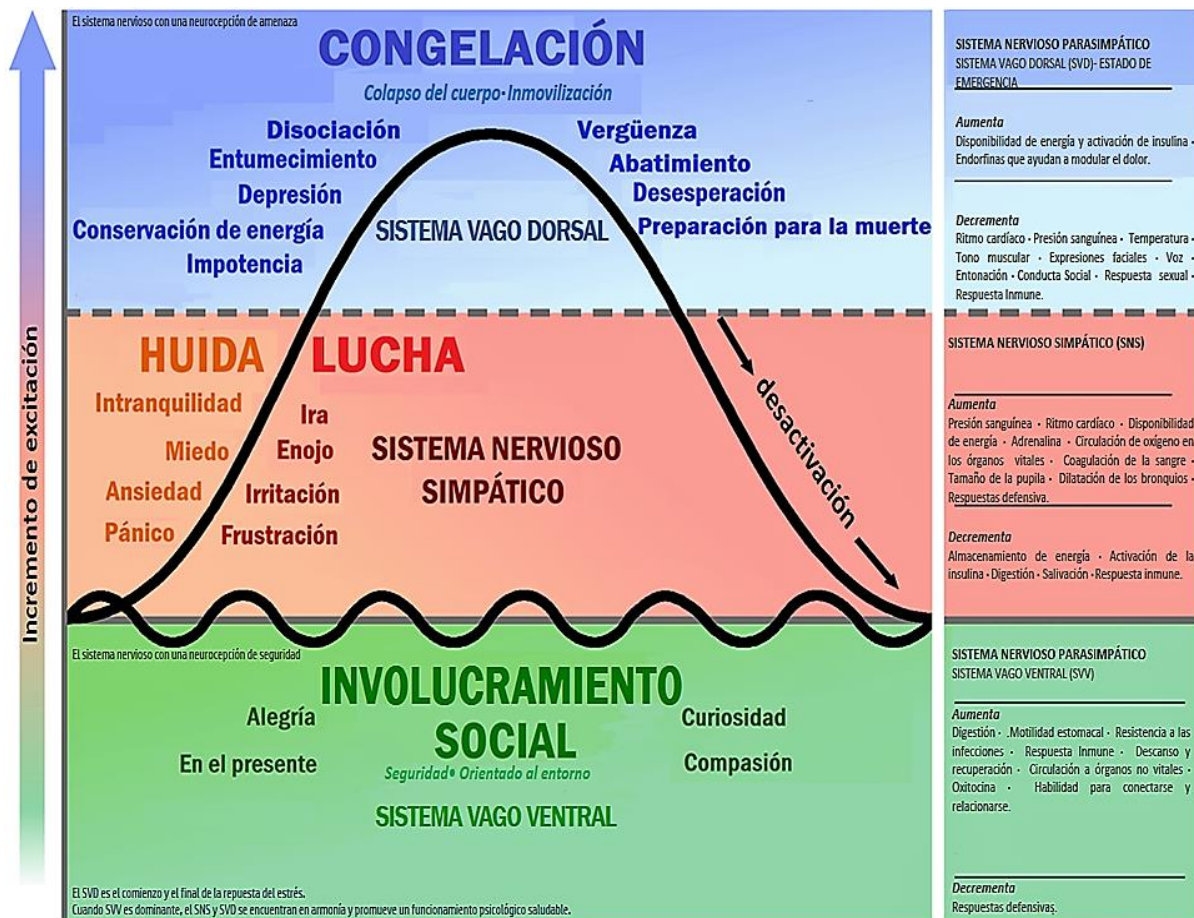 Incremento de excitación
El sistema nervioso con una neurocepción de amenaza
CONGELACIÓN
Colapso del cuerpo·Inmovilización
Disociación
Entumecimiento
Depresión
Conservación de energía
Impotencia
Vergüenza
Abatimiento
Desesperación
Preparación para la muerte
SISTEMA VAGO DORSAL
HUIDA
Intranquilidad
Miedo
Ansiedad
Pánico
LUCHA
Ira
Enojo
Irritación
Frustración
SISTEMA NERVIOSO
SIMPÁTICO
desactivación
El sistema nervioso con una neurocepción de seguridad
INVOLUCRAMIENTO
SOCIAL
Seguridad• Orientado al entorno
Alegría
En el presente
Curiosidad
Compasión
SISTEMA VAGO VENTRAL
El SVD es el comienzo y el final de la repuesta del estrés.
Cuando SVV es dominante, el SNS y SVD se encuentran en armonía y promueve un funcionamiento psicológico saludable.
SISTEMA NERVIOSO PARASIMPÁTICO
SISTEMA VAGO DORSAL (SVD)- ESTADO DE
EMERGENCIA
Aumenta
Disponibilidad de energía y activación de insulina ·
Endorfinas que ayudan a modular el dolor.
Decrementa
Ritmo cardíaco · Presión sanguínea · Temperatura ·
Tono muscular · Expresiones faciales · Voz ·
Entonación · Conducta Social · Respuesta sexual ·
Respuesta Inmune.
SISTEMA NERVIOSO SIMPÁTICO (SNS)
Aumenta
Presión sanguínea · Ritmo cardíaco · Disponibilidad
de energía · Adrenalina · Circulación de oxígeno en
los órganos vitales · Coagulación de la sangre ·
Tamaño de la pupila · Dilatación de los bronquios ·
Respuestas defensiva.
Decrementa
Almacenamiento de energía · Activación de la
insulina · Digestión · Salivación · Respuesta inmune.
SISTEMA NERVIOSO PARASIMPÁTICO
SISTEMA VAGO VENTRAL (SVV)
Aumenta
Digestión · .Motilidad estomacal · Resistencia a las
infecciones · Respuesta Inmune · Descanso y
recuperación · Circulación a órganos no vitales ·
Oxitocina · Habilidad para conectarse y
relacionarse.
Decrementa
Respuestas defensivas.